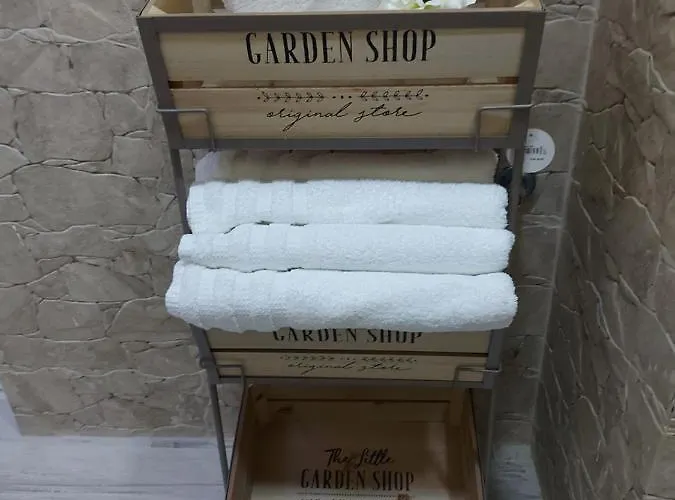 GARDEN SHOP
original store
GARDEN SHOP
original store
The Little
GARDEN SHOP